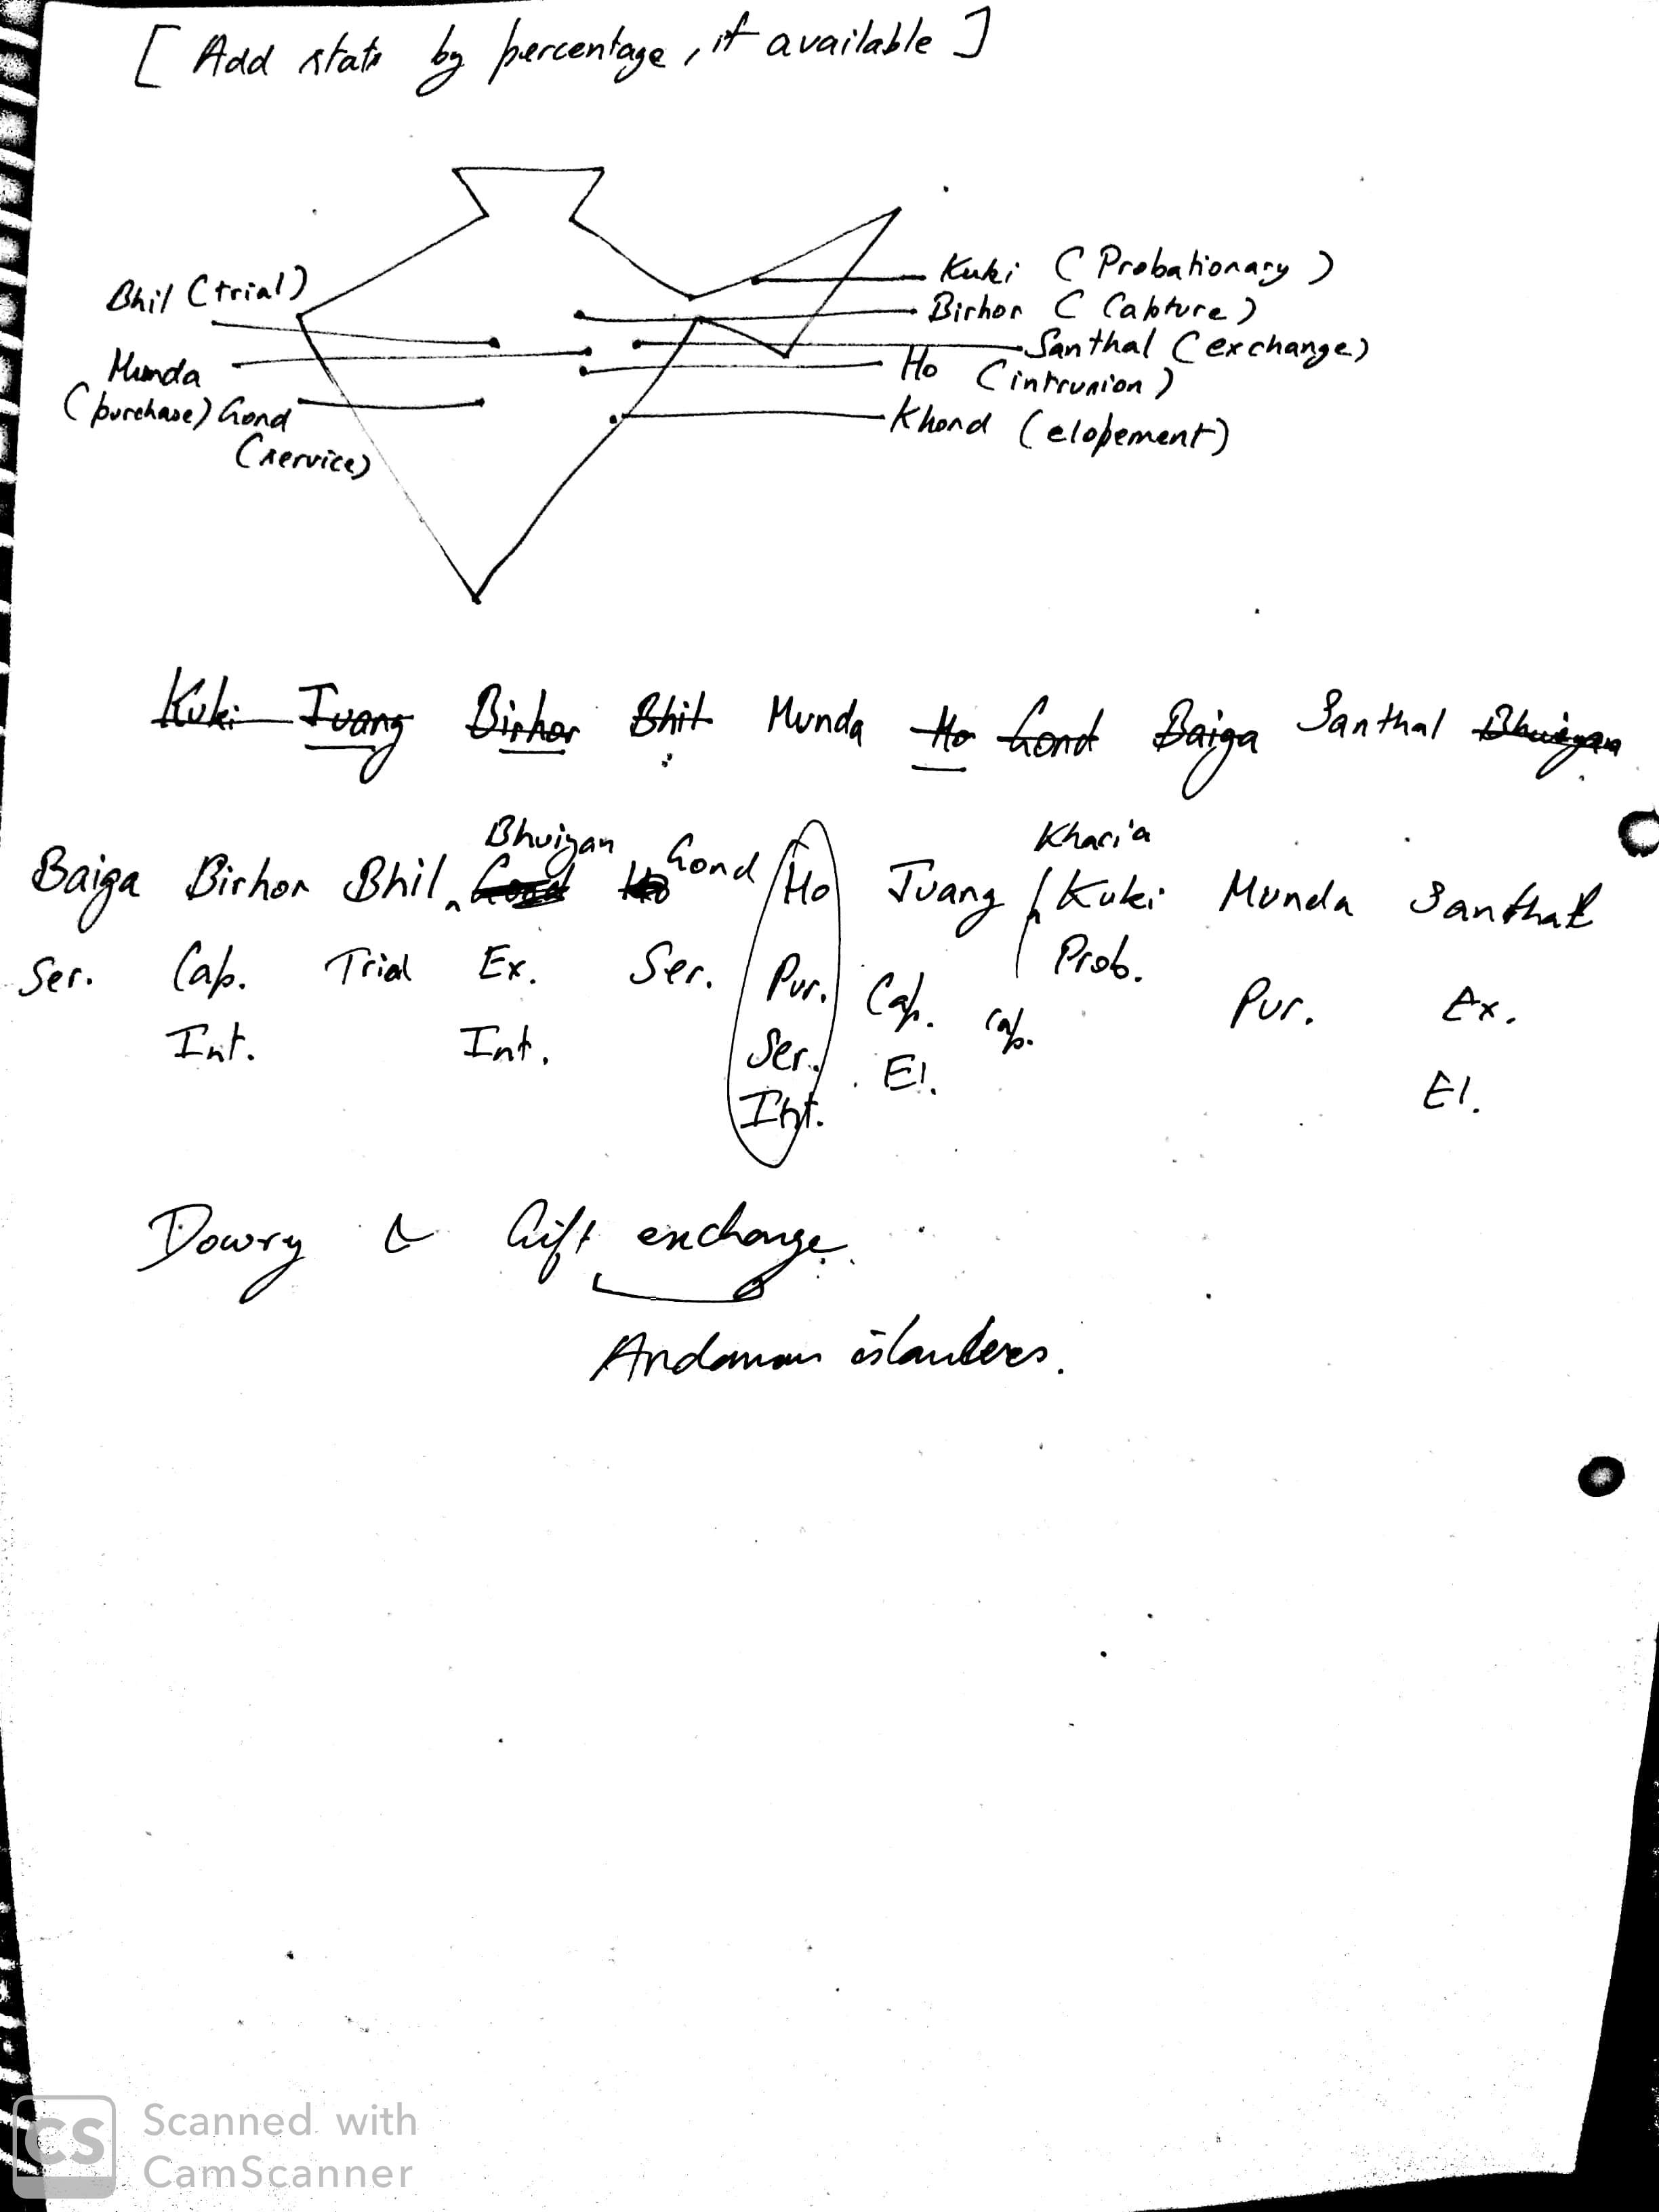 [ Add stats by percentage, if available ]
Kuki ( Probationary )
Bhil (trial)
Birhor ( Capture )
Santhal (exchange)
Munda
Ho (intrusion)
(purchase) Gond
Khond (elopement)
(service)
Kuki Juang Birhor Bhil Munda Ho Gond Baiga Santhal Bhuiyan
Bhuiyan Kharia
Baiga Birhor Bhil Gond Ho Gond Ho Juang Kuki Munda Santhal
Ser. Cap. Trial Ex. Ser. Pur. Cap. Cap. Prob. Pur. Ex.
Int. Int. Ser. El. El.
Int.
Dowry & Gift exchange
Andaman islanders.
CS Scanned with
CamScanner